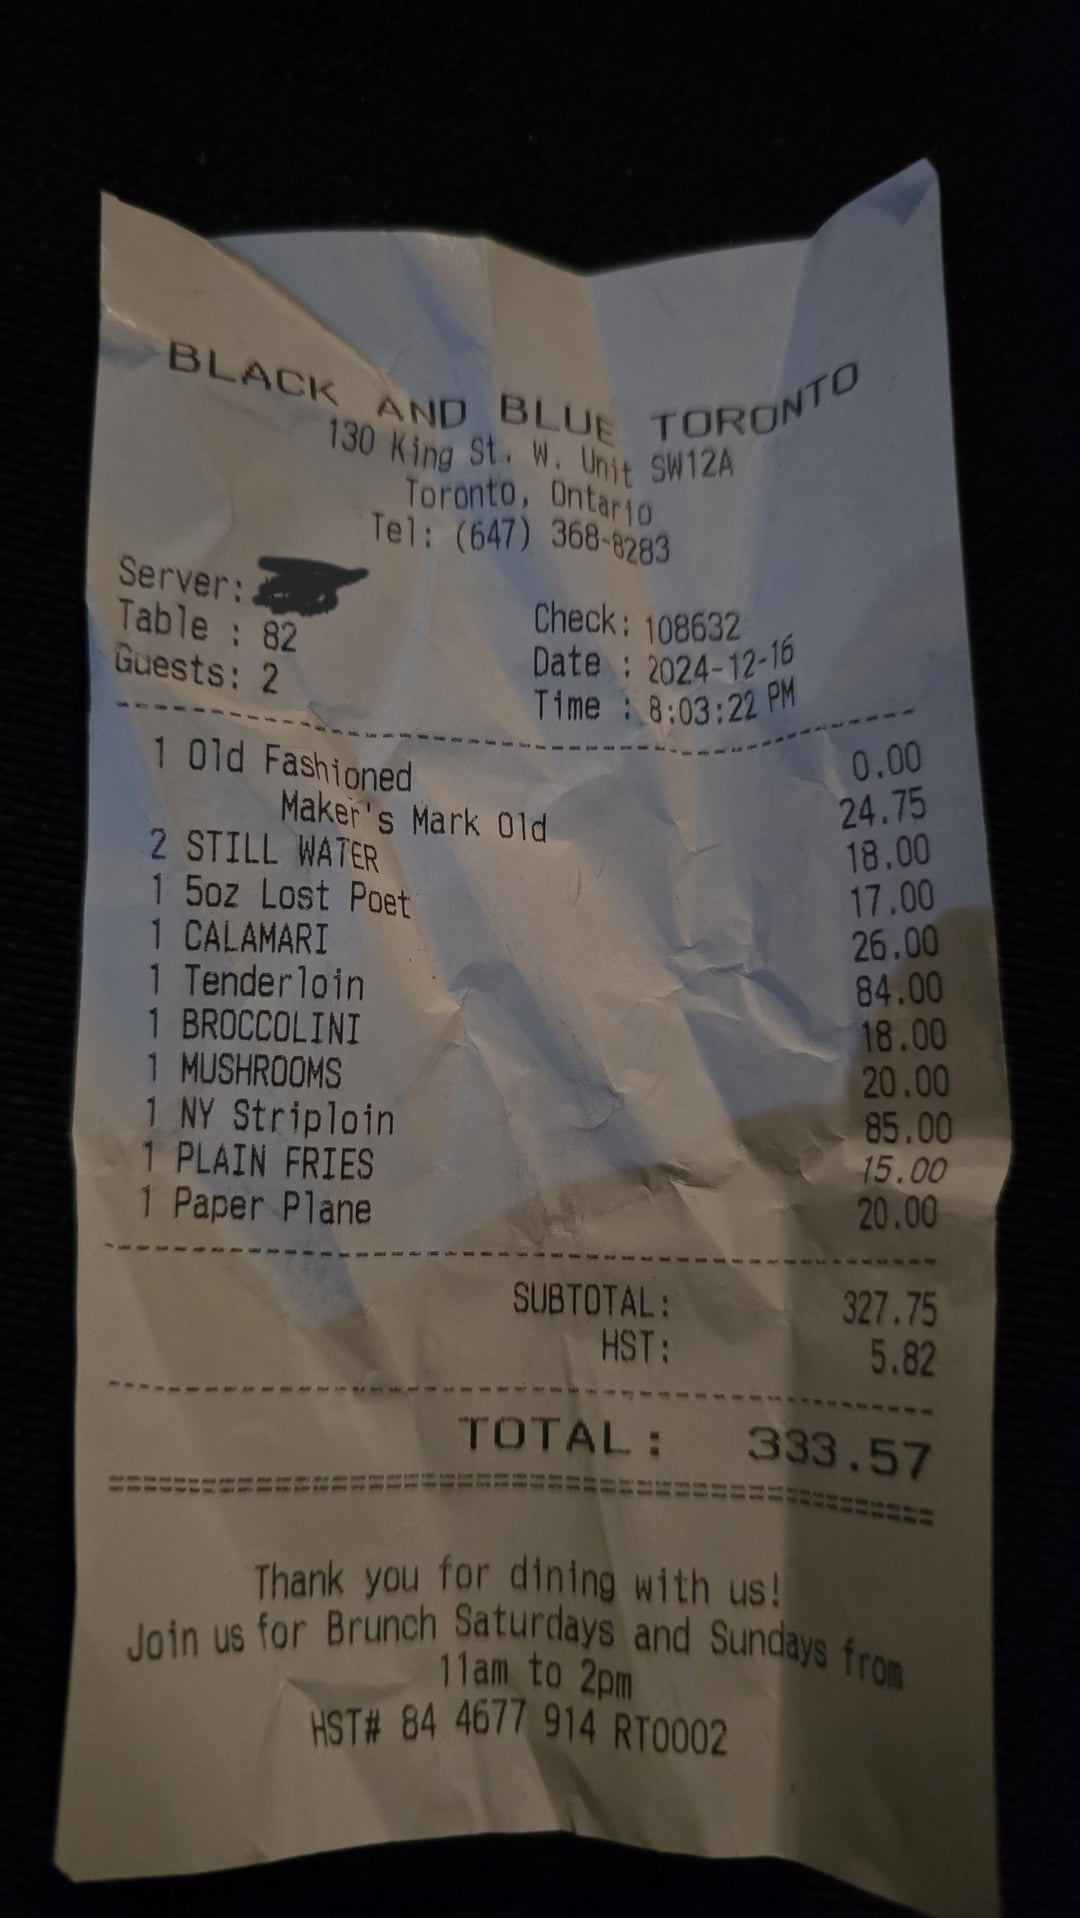 BLACK AND BLUE TORONTO
130 King St. W. Unit SW12A
Toronto, Ontario
Tel: (647) 368-8283
Server:
Table : 82
Guests: 2
Check: 108632
Date : 2024-12-16
Time : 8:03:22 PM
1 Old Fashioned 0.00
Maker's Mark Old 24.75
2 STILL WATER 18.00
1 5oz Lost Poet 17.00
1 CALAMARI 26.00
1 Tenderloin 84.00
1 BROCCOLINI 18.00
1 MUSHROOMS 20.00
1 NY Striploin 85.00
1 PLAIN FRIES 15.00
1 Paper Plane 20.00
SUBTOTAL: 327.75
HST: 5.82
TOTAL: 333.57
Thank you for dining with us!
Join us for Brunch Saturdays and Sundays from
11am to 2pm
HST# 84 4677 914 RT0002